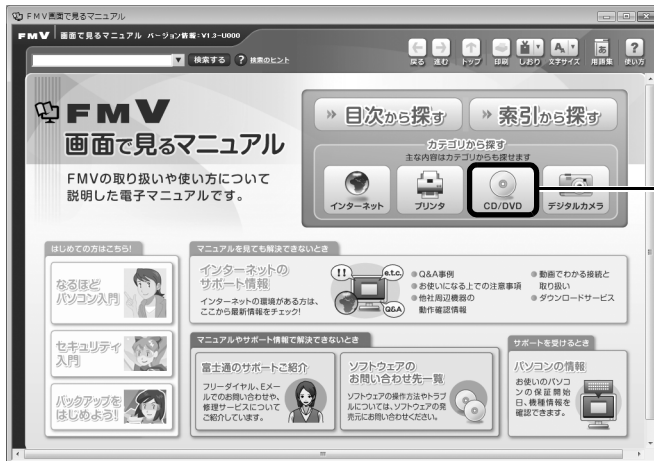 FMV画面で見るマニュアル
FMV 画面で見るマニュアル バージョン情報:V1.3-U000
検索する ? 検索のヒント
戻る 進む トップ 印刷 しおり 文字サイズ 用語集 使い方
FMV
画面で見るマニュアル
FMVの取り扱いや使い方について
説明した電子マニュアルです。
目次から探す 索引から探す
カテゴリから探す
主な内容はカテゴリからも探せます
インターネット プリンタ CD/DVD デジタルカメラ
はじめての方はこちら!
なるほど
パソコン入門
セキュリティ
入門
バックアップを
はじめよう!
マニュアルを見ても解決できないとき
インターネットの
サポート情報
インターネットの環境がある方は、
ここから最新情報をチェック!
!! e.t.c. Q&A
Q&A事例
お使いになる上での注意事項
他社周辺機器の
動作確認情報
動画でわかる接続と
取り扱い
ダウンロードサービス
マニュアルやサポート情報で解決できないとき
富士通のサポートご紹介
フリーダイヤル、Eメー
ルでのお問い合わせや、
修理サービスについて
ご紹介しています。
ソフトウェアの
お問い合わせ先一覧
ソフトウェアの操作方法やトラブ
ルについては、ソフトウェアの発
売元にお問い合わせください。
サポートを受けるとき
パソコンの情報
お使いのパソコ
ンの保証開始
日、機種情報を
確認できます。